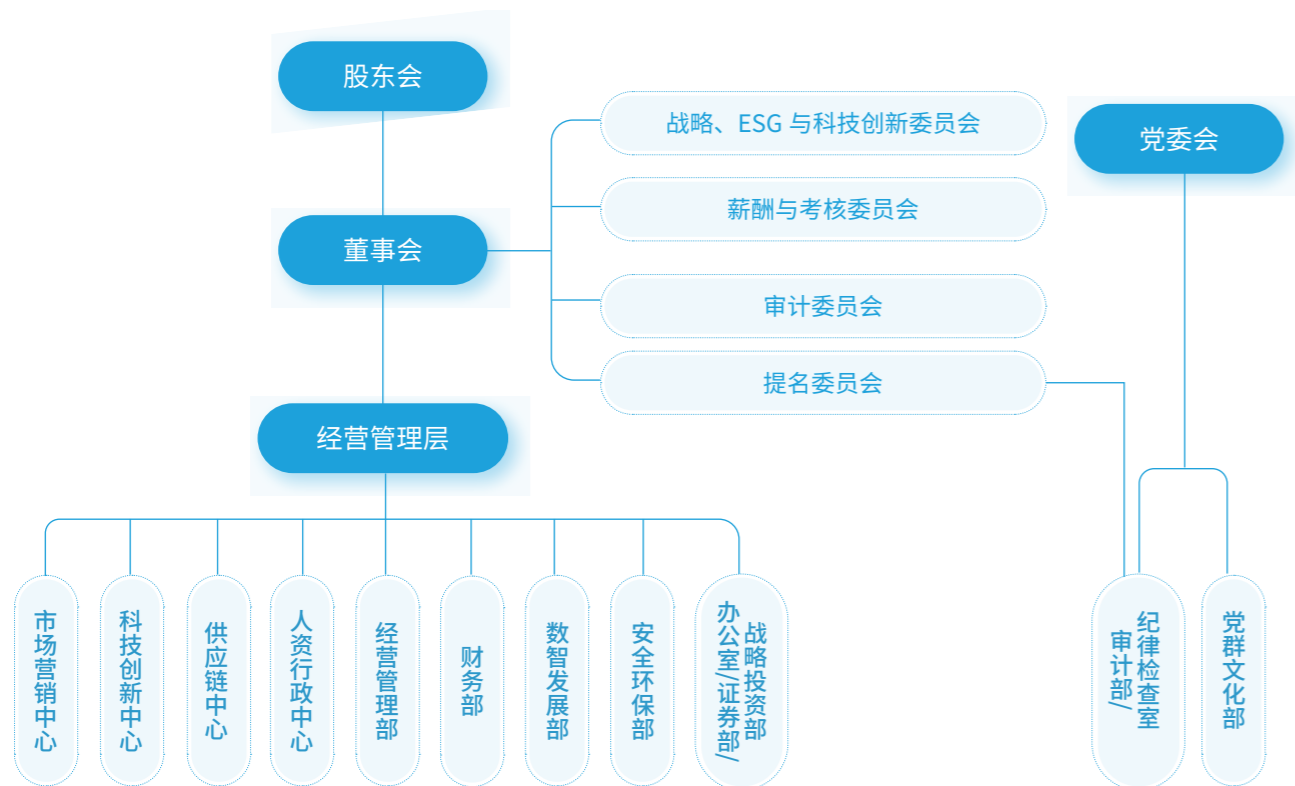 股东会
战略、ESG 与科技创新委员会
党委会
薪酬与考核委员会
董事会
审计委员会
提名委员会
经营管理层
市场营销中心
科技创新中心
供应链中心
人资行政中心
经营管理部
财务部
数智发展部
安全环保部
办公室/证券部/
战略投资部
审计部/
纪律检查室
党群文化部